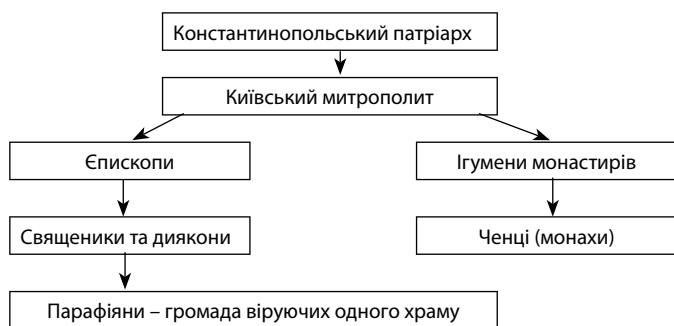 Константинопольський патріарх
Київський митрополит
Єпископи
Ігумени монастирів
Священики та диякони
Ченці (монахи)
Парафіяни – громада віруючих одного храму